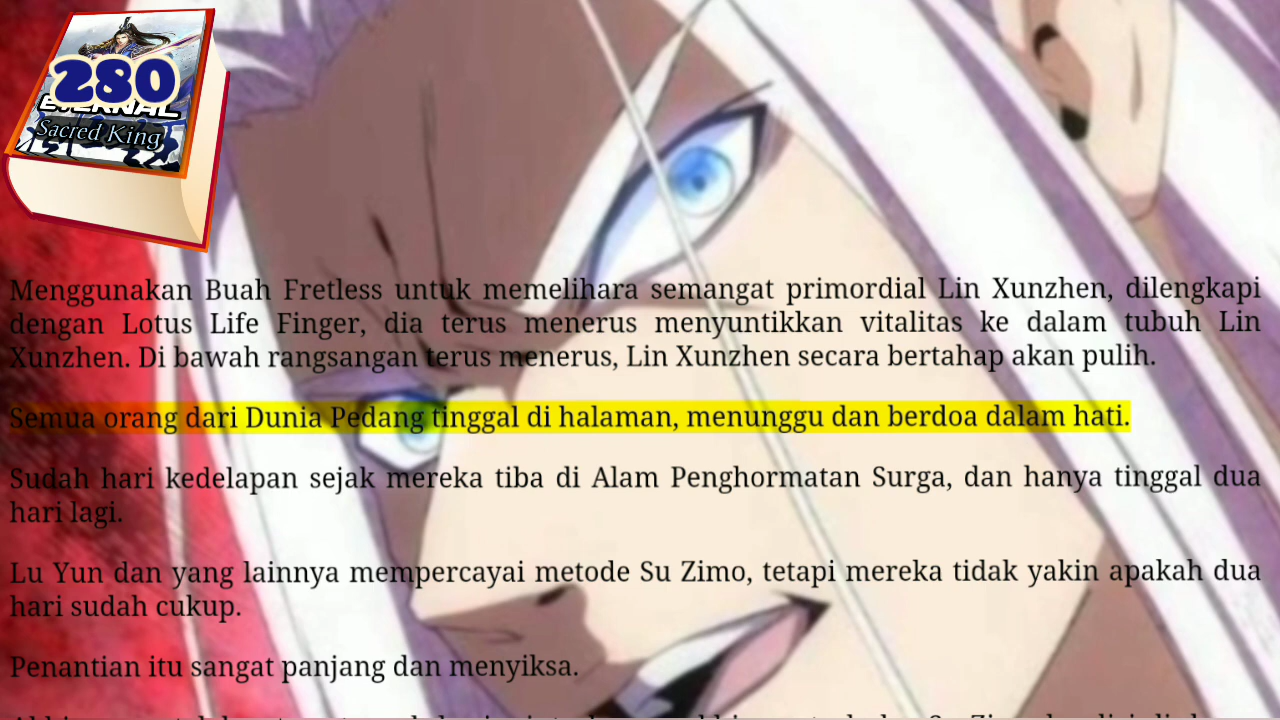 280
ETERNAL
Sacred King
Menggunakan Buah Fretless untuk memelihara semangat primordial Lin Xunzhen, dilengkapi
dengan Lotus Life Finger, dia terus menerus menyuntikkan vitalitas ke dalam tubuh Lin
Xunzhen. Di bawah rangsangan terus menerus, Lin Xunzhen secara bertahap akan pulih.
Semua orang dari Dunia Pedang tinggal di halaman, menunggu dan berdoa dalam hati.
Sudah hari kedelapan sejak mereka tiba di Alam Penghormatan Surga, dan hanya tinggal dua
hari lagi.
Lu Yun dan yang lainnya mempercayai metode Su Zimo, tetapi mereka tidak yakin apakah dua
hari sudah cukup.
Penantian itu sangat panjang dan menyiksa.